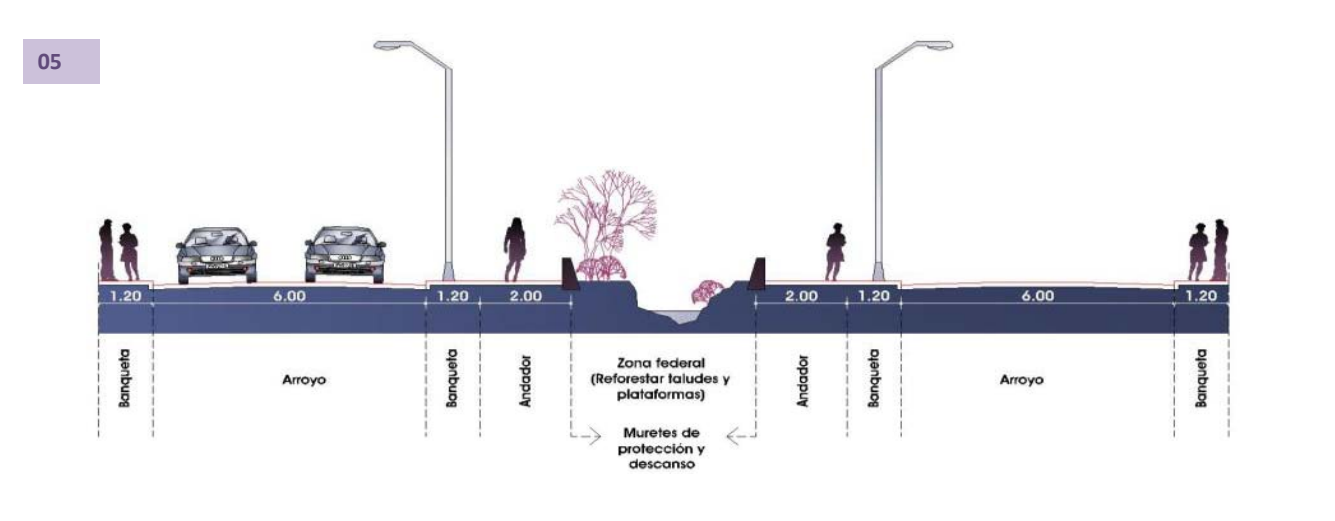 05
1.20
6.00
1.20
2.00
2.00
1.20
6.00
1.20
Banqueta
Arroyo
Banqueta
Andador
Zona federal
(Reforestar taludes y
plataformas)
Andador
Banqueta
Arroyo
Banqueta
Muretes de
protección y
descanso